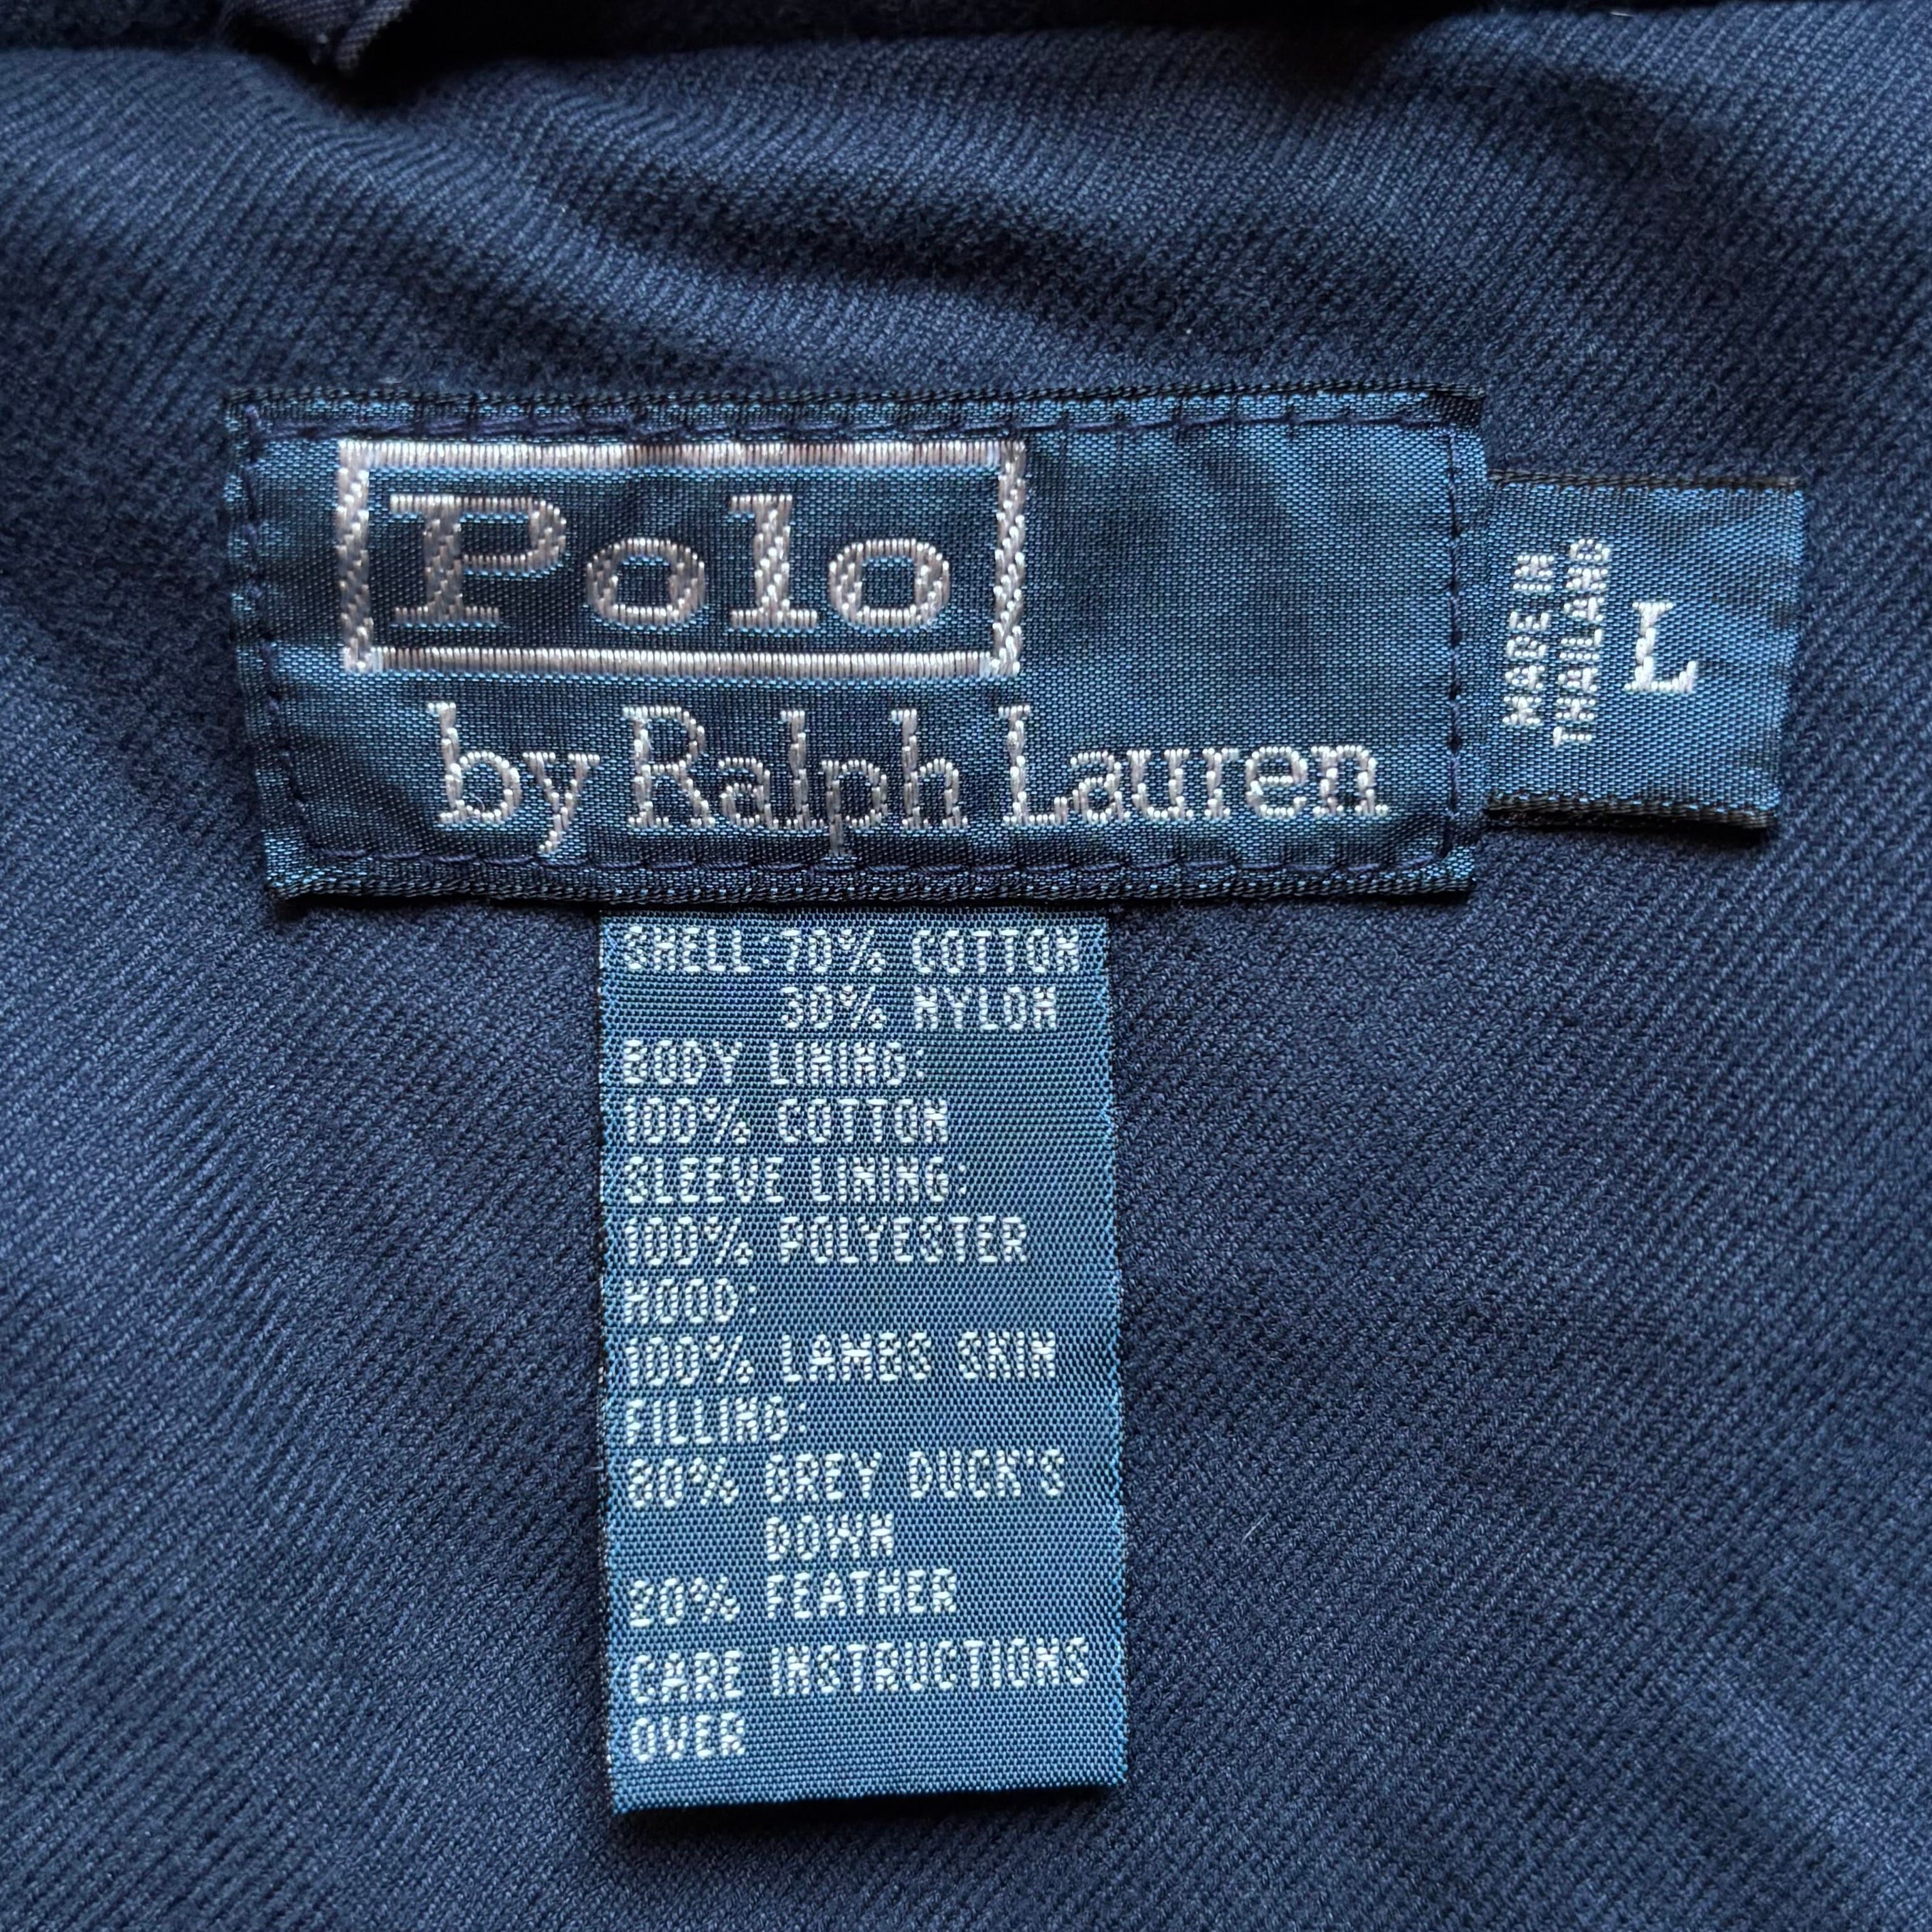 Polo
by Ralph Lauren
MADE IN
THAILAND
L
SHELL:70% COTTON
30% NYLON
BODY LINING:
100% COTTON
SLEEVE LINING:
100% POLYESTER
HOOD:
100% LAMBS SKIN
FILLING:
80% GREY DUCK'S
DOWN
20% FEATHER
CARE INSTRUCTIONS
OVER